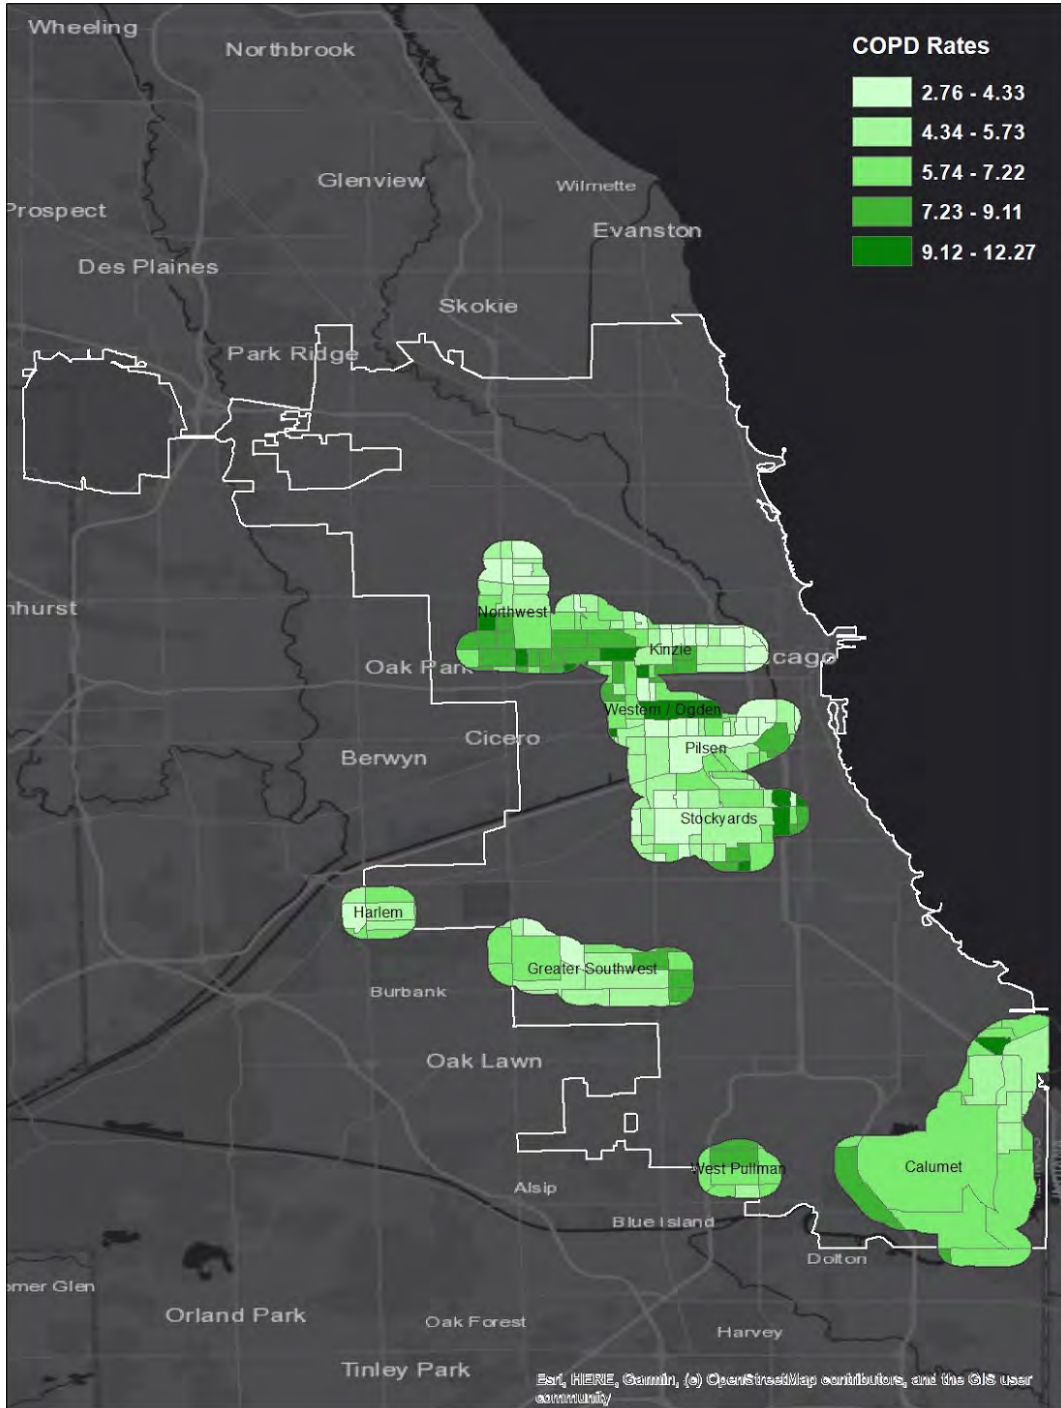 Wheeling
Northbrook
COPD Rates
2.76 - 4.33
4.34 - 5.73
5.74 - 7.22
7.23 - 9.11
9.12 - 12.27
Glenview
Wilmette
Prospect
Evanston
Des Plaines
Skokie
Park Ridge
nhurst
Northwest
Kinzie
cago
Oak Park
Western / Ogden
Cicero
Pilsen
Berwyn
Stockyards
Harlem
Greater Southwest
Burbank
Oak Lawn
Calumet
West Pullman
Alsip
Blue Island
Dolton
omer Glen
Orland Park
Oak Forest
Harvey
Tinley Park
Esri, HERE, Garmin, (c) OpenStreetMap contributors, and the GIS user
community